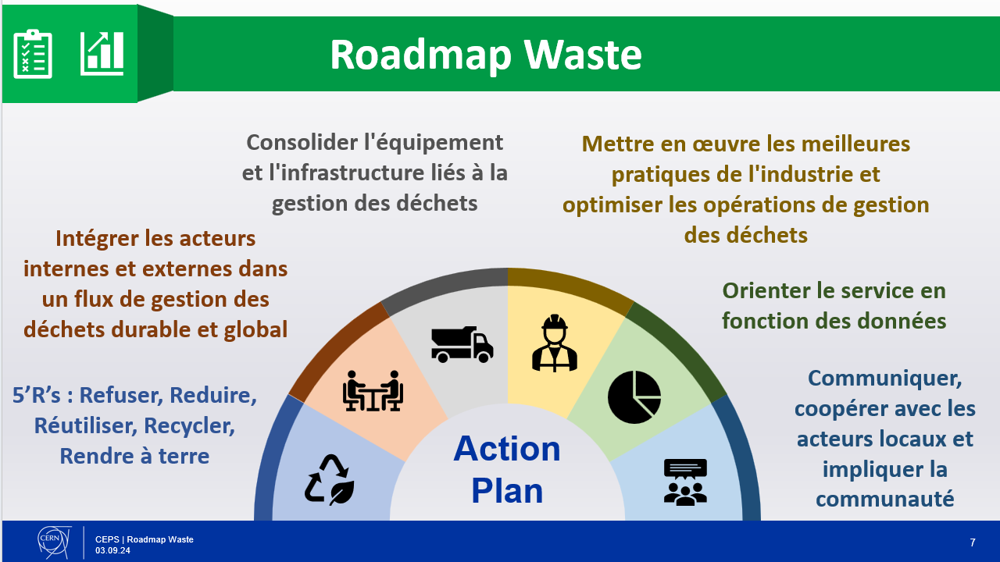 Roadmap Waste
Consolider l'équipement
et l'infrastructure liés à la
gestion des déchets
Mettre en œuvre les meilleures
pratiques de l'industrie et
optimiser les opérations de gestion
des déchets
Intégrer les acteurs
internes et externes dans
un flux de gestion des
déchets durable et global
Orienter le service en
fonction des données
5’R’s : Refuser, Reduire,
Réutiliser, Recycler,
Rendre à terre
Communiquer,
coopérer avec les
acteurs locaux et
impliquer la
communauté
Action
Plan
CERN
CEPS | Roadmap Waste
03.09.24
7